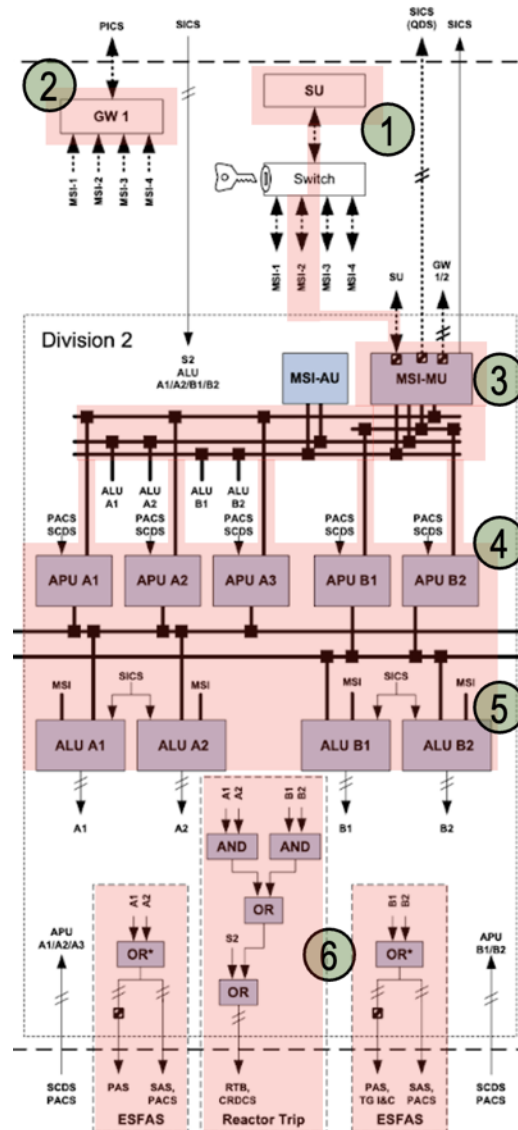 PICS
SICS
SICS
(QDS)
SICS
2
GW 1
SU
1
Switch
MSI-1
MSI-2
MSI-3
MSI-4
MSI-1
MSI-2
MSI-3
MSI-4
SU
GW
1/2
Division 2
S2
ALU
A1/A2/B1/B2
MSI-AU
MSI-MU
3
ALU
A1
ALU
A2
ALU
B1
ALU
B2
PACS
SCDS
PACS
SCDS
PACS
SCDS
PACS
SCDS
PACS
SCDS
4
APU A1
APU A2
APU A3
APU B1
APU B2
MSI
SICS
MSI
MSI
SICS
MSI
5
ALU A1
ALU A2
ALU B1
ALU B2
A1
A2
B1
B2
A1
A2
B1
B2
AND
AND
OR
S2
OR
6
A1
A2
OR*
B1
B2
OR*
APU
A1/A2/A3
APU
B1/B2
SCDS
PACS
PAS
SAS,
PACS
RTB,
CRDCS
PAS,
TG I&C
SAS,
PACS
SCDS
PACS
ESFAS
Reactor Trip
ESFAS